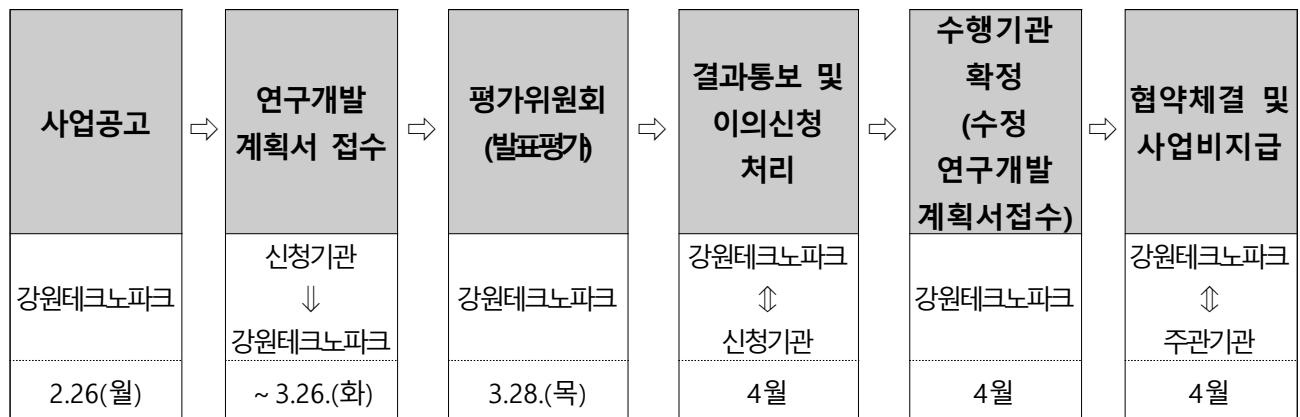 사업공고
⇨
연구개발
계획서 접수
⇨
평가위원회
(발표평가)
⇨
결과통보 및
이의신청
처리
⇨
수행기관
확정
(수정
연구개발
계획서접수)
⇨
협약체결 및
사업비지급
강원테크노파크
신청기관
⇓
강원테크노파크
강원테크노파크
강원테크노파크
⇕
신청기관
강원테크노파크
강원테크노파크
⇕
주관기관
2.26(월)
~ 3.26.(화)
3.28.(목)
4월
4월
4월